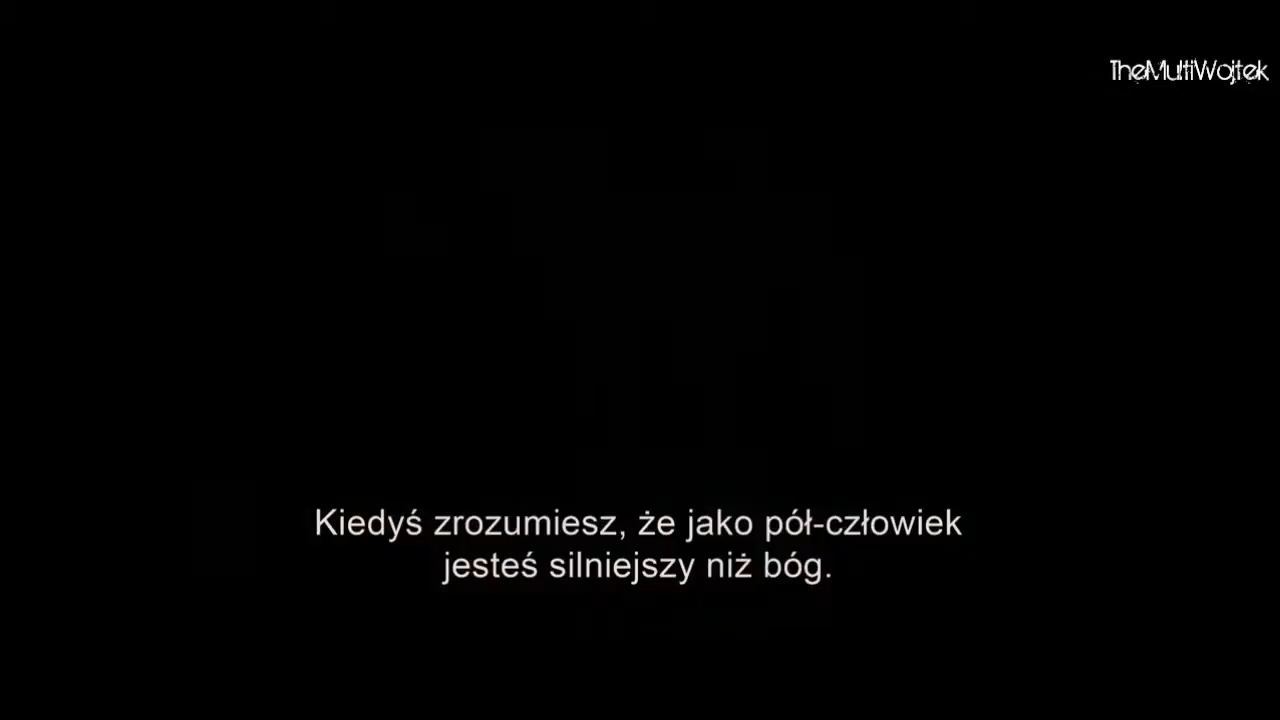 TheMultiWojtek
Kiedyś zrozumiesz, że jako pół-człowiek
jesteś silniejszy niż bóg.